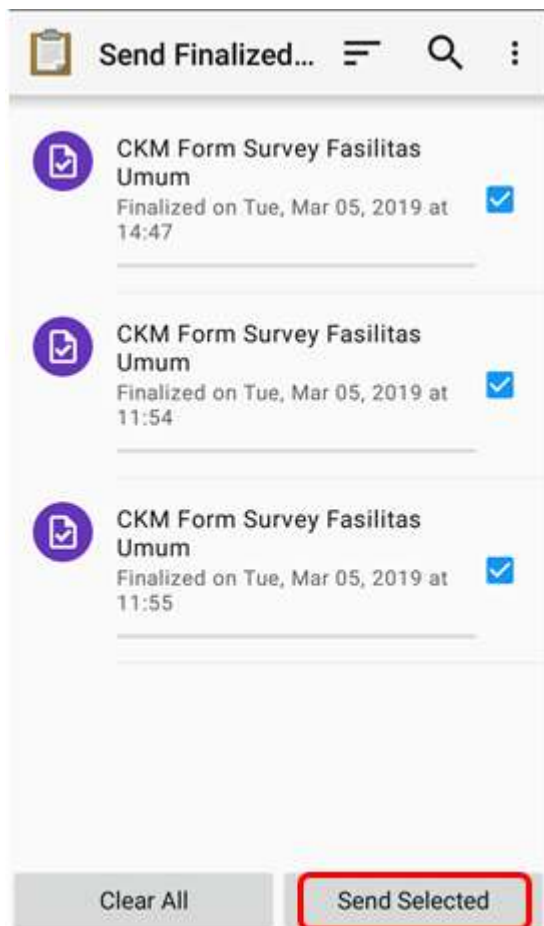 Send Finalized...
CKM Form Survey Fasilitas
Umum
Finalized on Tue, Mar 05, 2019 at
14:47
CKM Form Survey Fasilitas
Umum
Finalized on Tue, Mar 05, 2019 at
11:54
CKM Form Survey Fasilitas
Umum
Finalized on Tue, Mar 05, 2019 at
11:55
Clear All
Send Selected